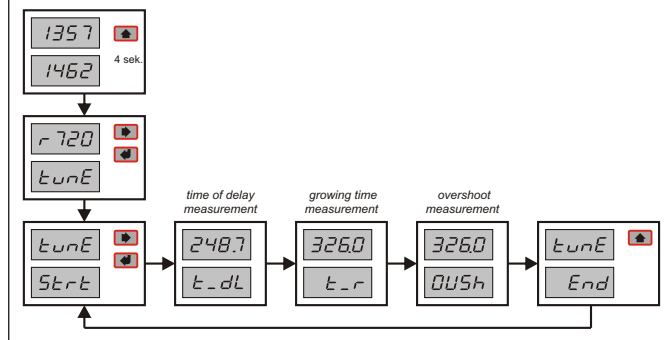 1357
1462
4 sek.
r 720
tunE
time of delay
measurement
growing time
measurement
overshoot
measurement
tunE
Strt
248.7
t_dL
326.0
t_r
326.0
OUSh
tunE
End